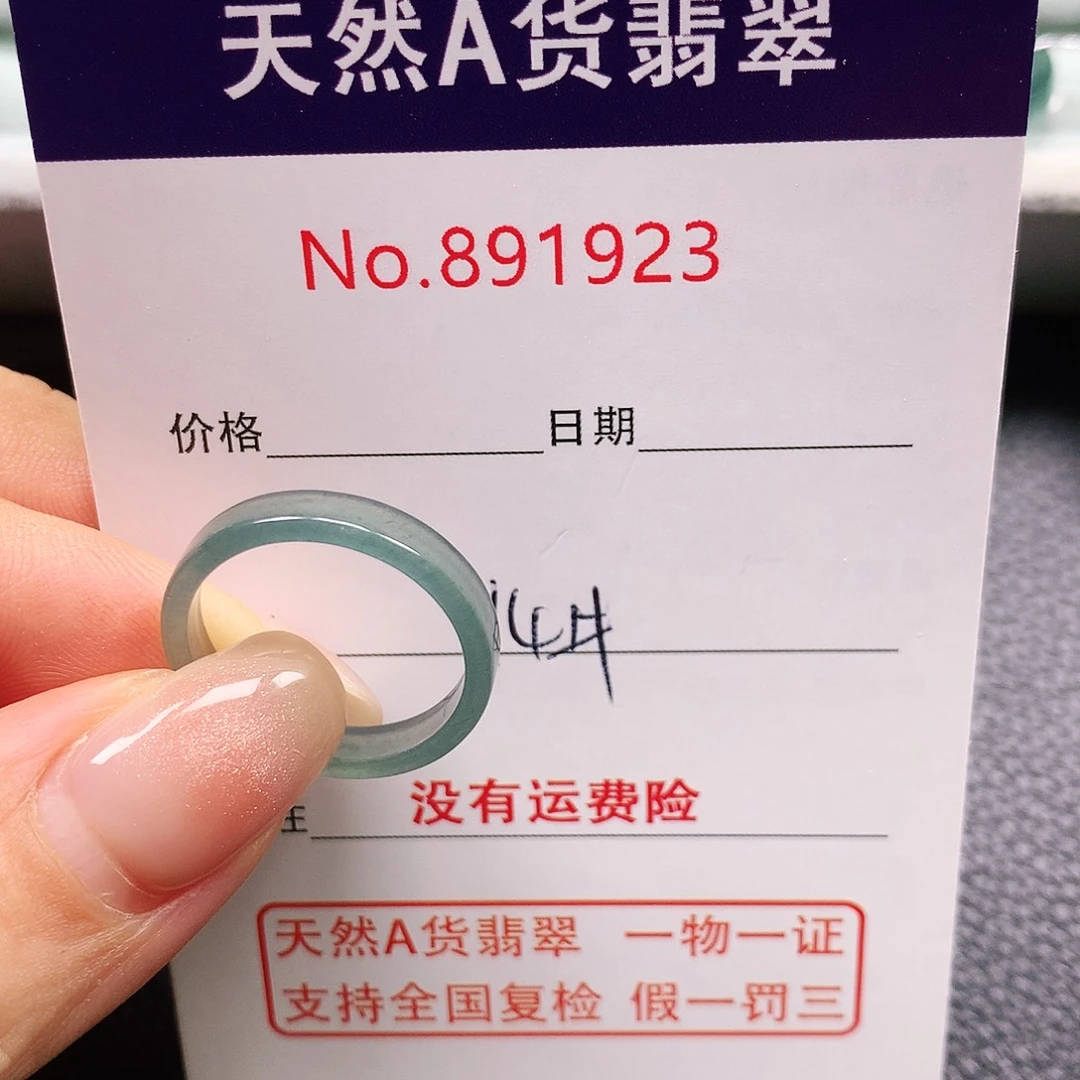 天然A货翡翠
No.891923
价格 日期
没有运费险
天然A货翡翠 一物一证
支持全国复检 假一罚三